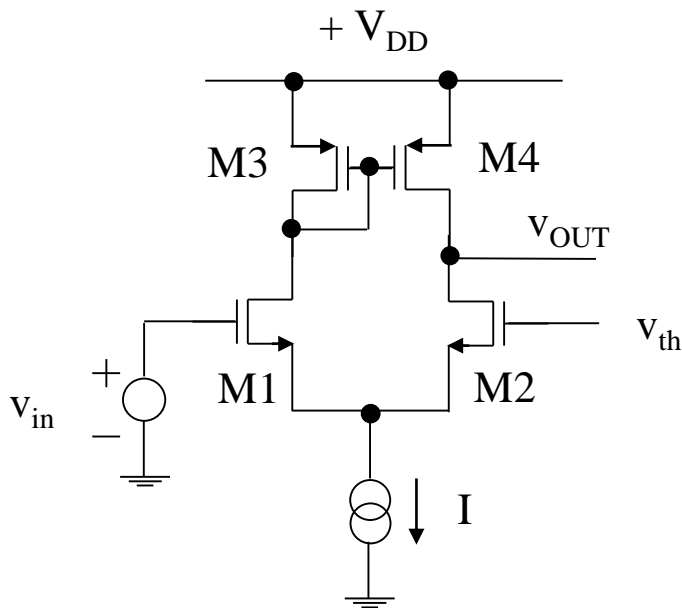 + V_DD
M3
M4
v_OUT
v_th
+
M1
M2
v_in
−
I